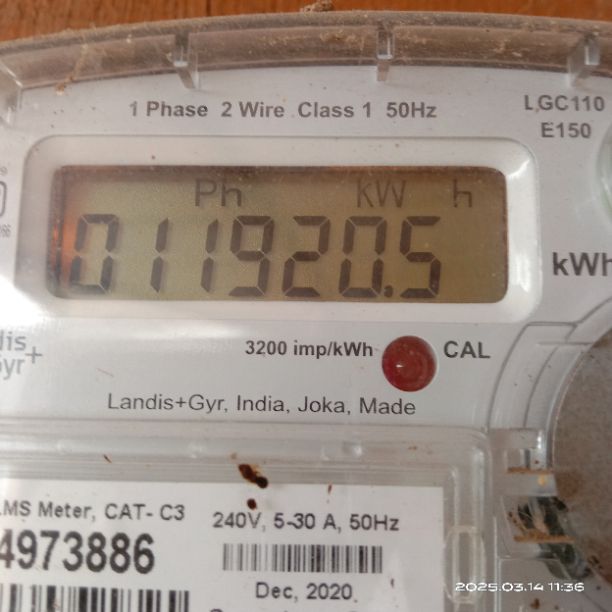 1 Phase 2 Wire Class 1 50Hz
LGC110
E150
Ph kW h
011920.5
kWh
3200 imp/kWh
CAL
Landis+Gyr, India, Joka, Made
Meter, CAT- C3
4973886
240V, 5-30 A, 50Hz
Dec, 2020
2025.03.14 11:36